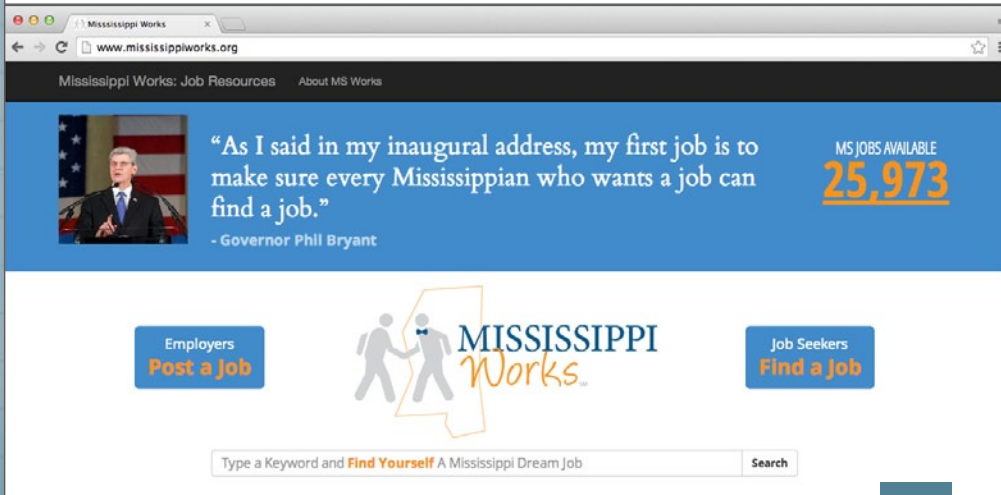 Misssissippi Works
www.mississippiworks.org
Mississippi Works: Job Resources About MS Works
“As I said in my inaugural address, my first job is to
make sure every Mississippian who wants a job can
find a job.”
- Governor Phil Bryant
MS JOBS AVAILABLE
25,973
Employers
Post a Job
MISSISSIPPI
Works
Job Seekers
Find a Job
Type a Keyword and Find Yourself A Mississippi Dream Job
Search